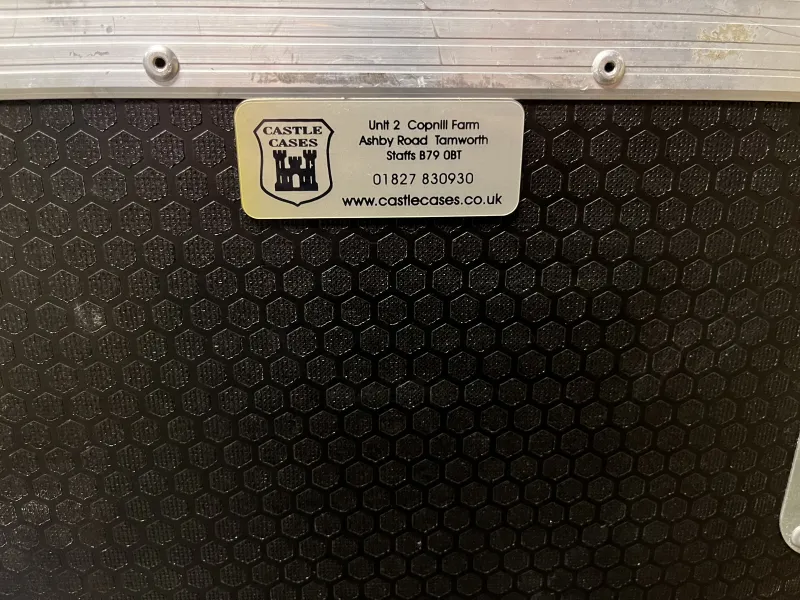 CASTLE
CASES
Unit 2 Copnill Farm
Ashby Road Tamworth
Staffs B79 0BT
01827 830930
www.castlecases.co.uk